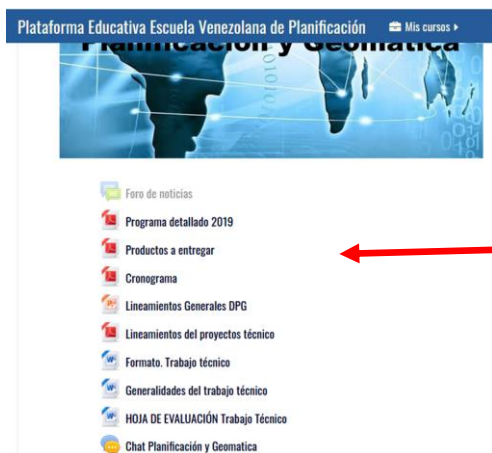 Plataforma Educativa Escuela Venezolana de Planificación Mis cursos
Planificación y Geomática
Foro de noticias
Programa detallado 2019
Productos a entregar
Cronograma
Lineamientos Generales DPG
Lineamientos del proyectos técnico
Formato. Trabajo técnico
Generalidades del trabajo técnico
HOJA DE EVALUACIÓN Trabajo Técnico
Chat Planificación y Geomatica